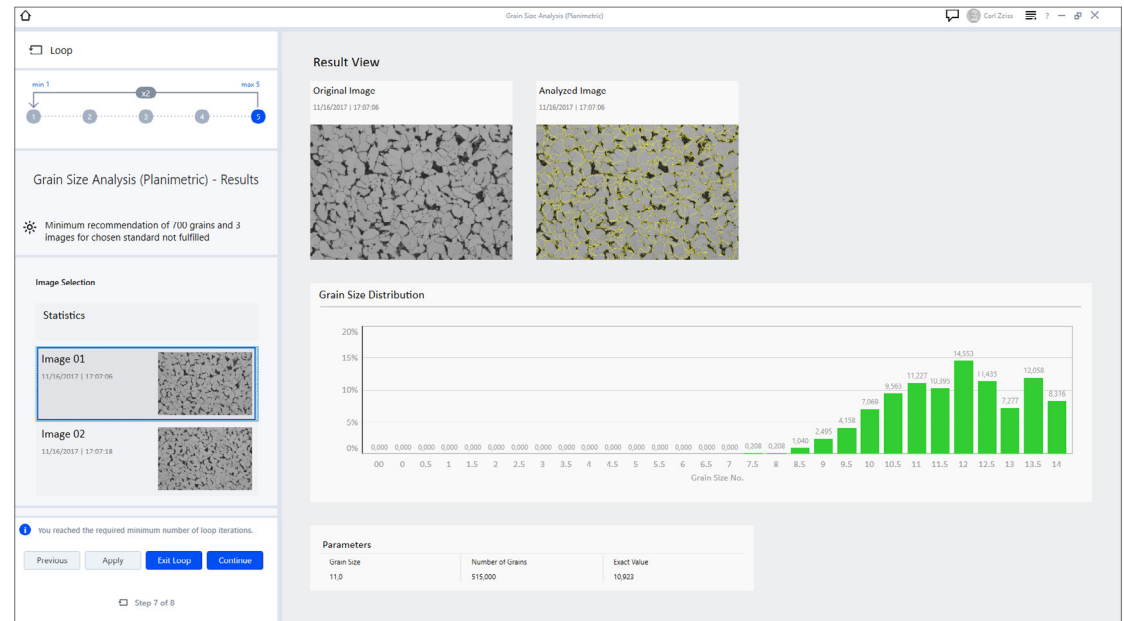 Grain Size Analysis (Planimetric)
Carl Zeiss
?
Loop
min 1
max 5
x2
1 2 3 4 5
Grain Size Analysis (Planimetric) - Results
Minimum recommendation of 700 grains and 3
images for chosen standard not fulfilled
Image Selection
Statistics
Image 01
11/16/2017 | 17:07:06
Image 02
11/16/2017 | 17:07:18
You reached the required minimum number of loop iterations.
Previous Apply Exit Loop Continue
Step 7 of 8
Result View
Original Image
11/16/2017 | 17:07:06
Analyzed Image
11/16/2017 | 17:07:06
Grain Size Distribution
20%
15%
10%
5%
0%
0,000 0,000 0,000 0,000 0,000 0,000 0,000 0,000 0,000 0,000 0,000 0,000 0,000 0,000 0,000 0,000 0,208 0,208 1,040 2,495 4,158 7,069 9,563 11,227 10,395 14,553 11,435 7,277 12,058 8,316
00 0 0.5 1 1.5 2 2.5 3 3.5 4 4.5 5 5.5 6 6.5 7 7.5 8 8.5 9 9.5 10 10.5 11 11.5 12 12.5 13 13.5 14
Grain Size No.
Parameters
Grain Size Number of Grains Exact Value
11,0 515,000 10,923